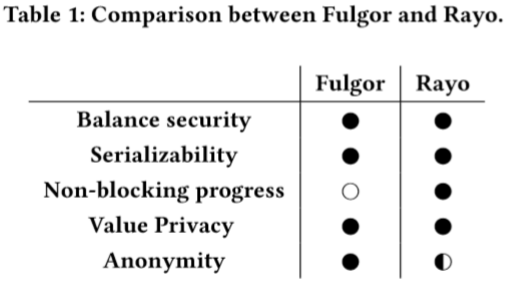 Table 1: Comparison between Fulgor and Rayo.
Fulgor Rayo
Balance security ● ●
Serializability ● ●
Non-blocking progress ○ ●
Value Privacy ● ●
Anonymity ● ◐